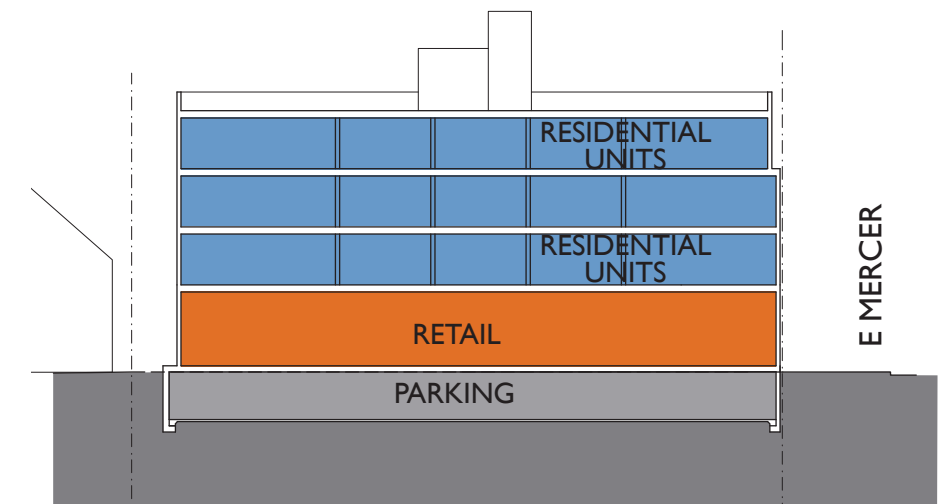 RESIDENTIAL
UNITS
RESIDENTIAL
UNITS
RETAIL
PARKING
E MERCER